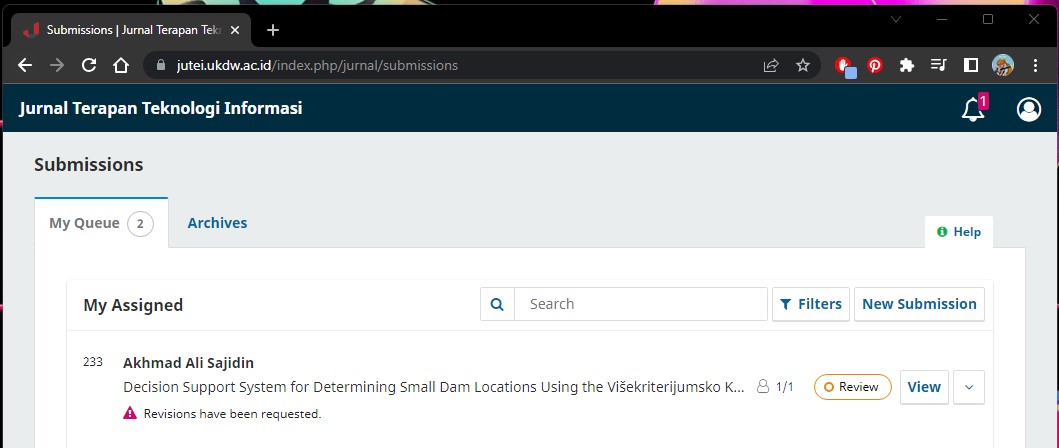 Submissions | Jurnal Terapan Tekn
jutei.ukdw.ac.id/index.php/jurnal/submissions
Jurnal Terapan Teknologi Informasi
1
Submissions
My Queue 2 Archives
Help
My Assigned Search Filters New Submission
233 Akhmad Ali Sajidin
Decision Support System for Determining Small Dam Locations Using the Višekriterijumsko K... 1/1 Review View
Revisions have been requested.